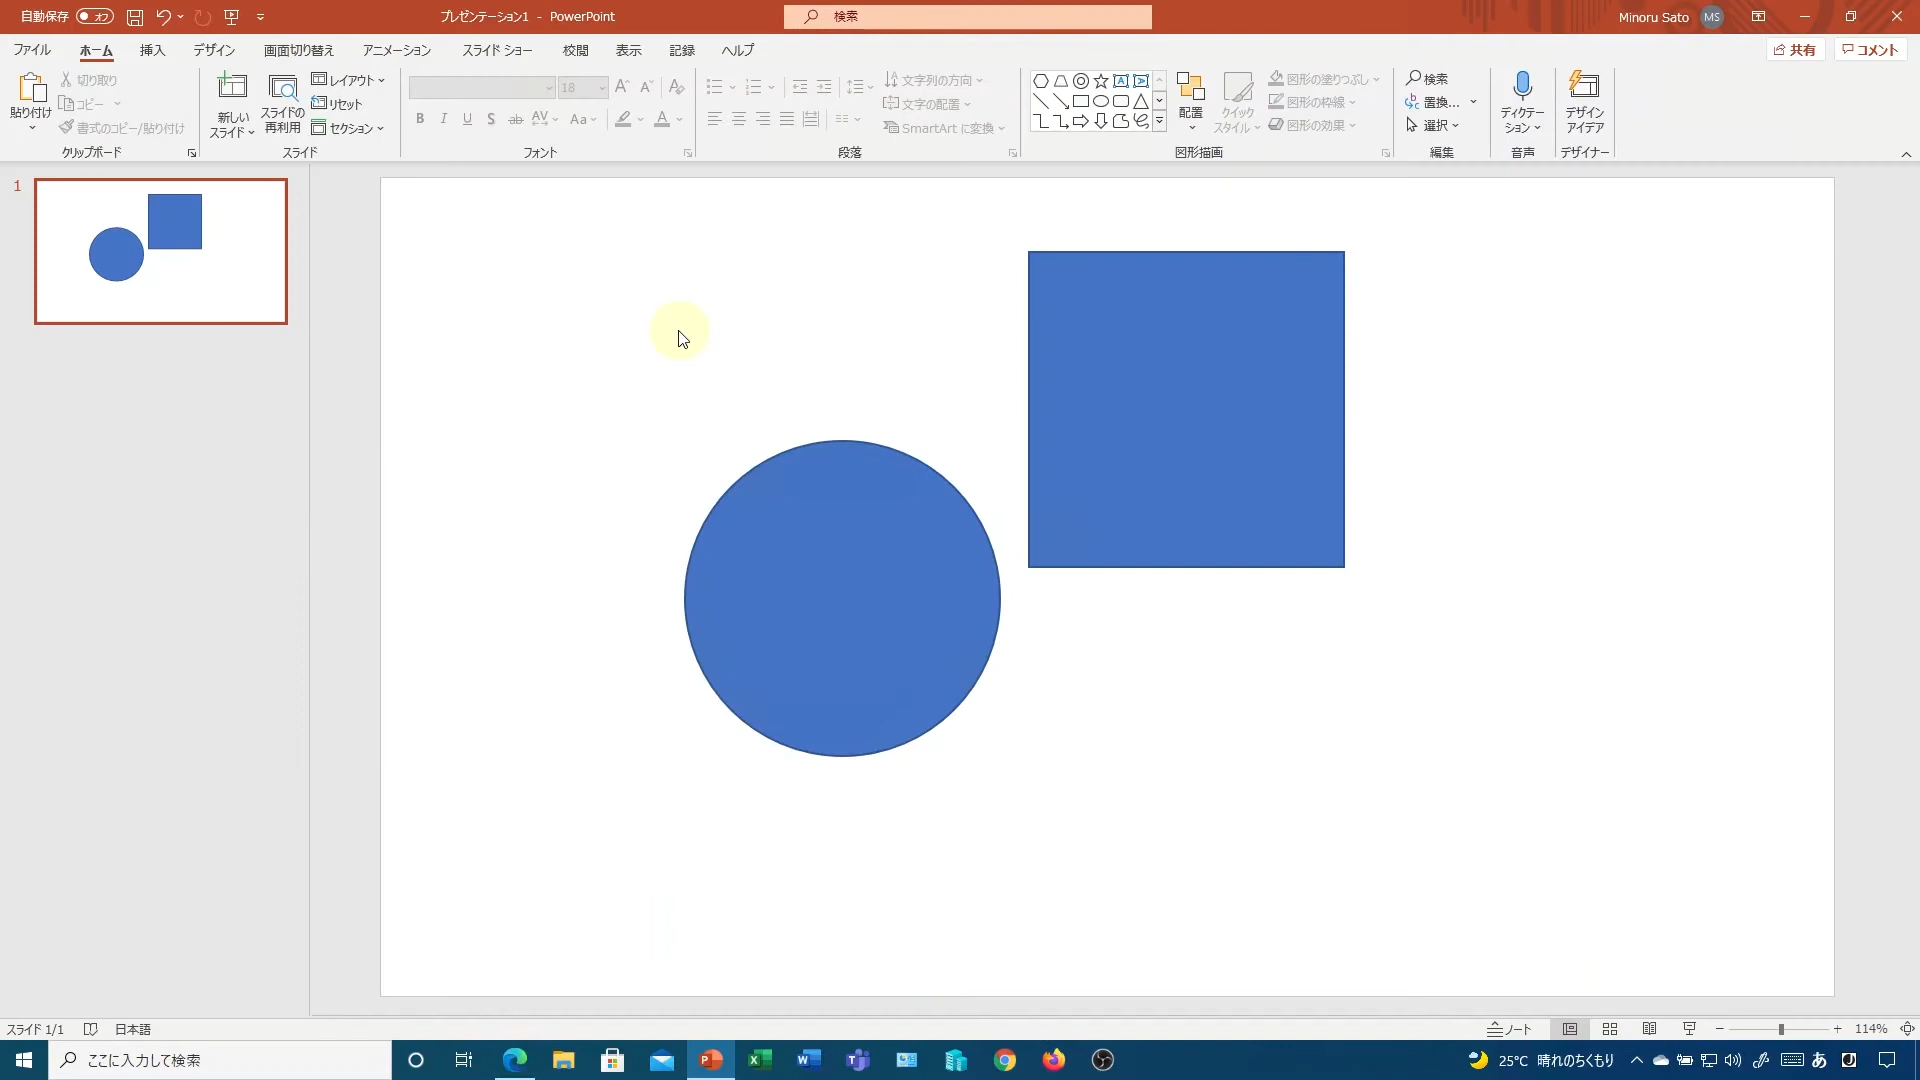 自動保存 オフ プレゼンテーション1 - PowerPoint 検索 Minoru Sato MS
ファイル ホーム 挿入 デザイン 画面切り替え アニメーション スライド ショー 校閲 表示 記録 ヘルプ 共有 コメント
貼り付け
切り取り
コピー
書式のコピー/貼り付け
クリップボード
新しい
スライド
スライドの
再利用
レイアウト
リセット
セクション
スライド
18
フォント
文字列の方向
文字の配置
SmartArt に変換
段落
配置
クイック
スタイル
図形の塗りつぶし
図形の枠線
図形の効果
図形描画
検索
置換...
選択
編集
ディクテー
ション
音声
デザイン
アイデア
デザイナー
1
スライド 1/1 日本語 ノート 114%
ここに入力して検索 25°C 晴れのちくもり あ